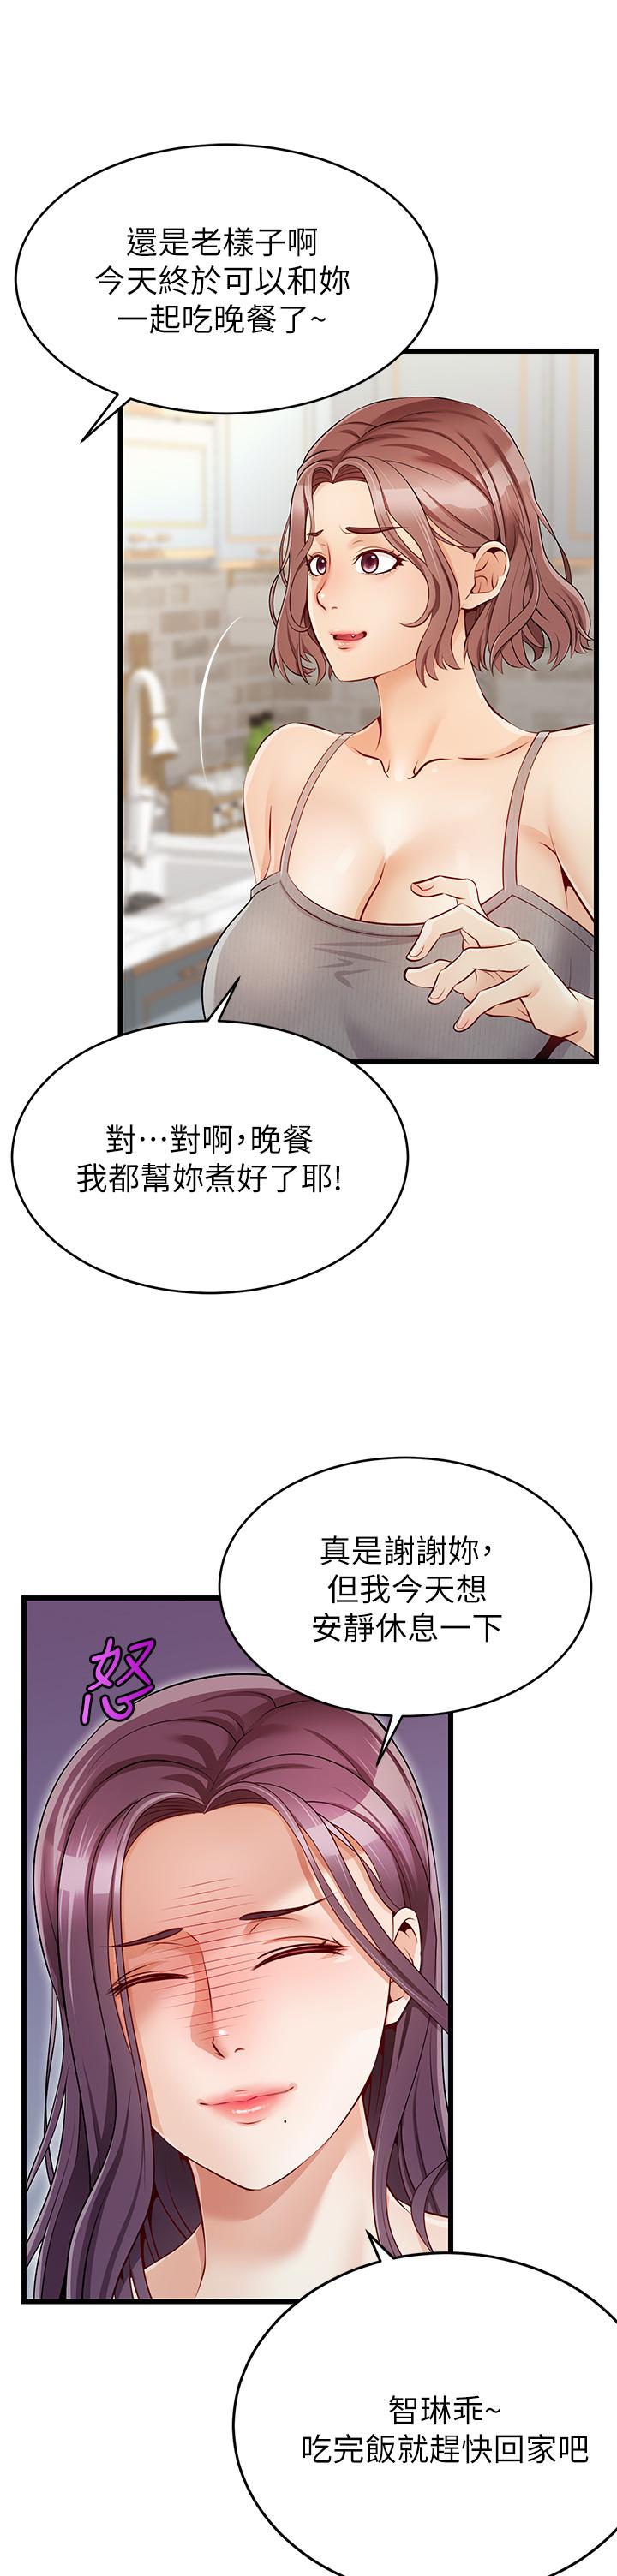 還是老樣子啊
今天終於可以和妳
一起吃晚餐了~
對⋯對啊，晚餐
我都幫妳煮好了耶!
真是謝謝妳，
但我今天想
安靜休息一下
怒
智琳乖~
吃完飯就趕快回家吧